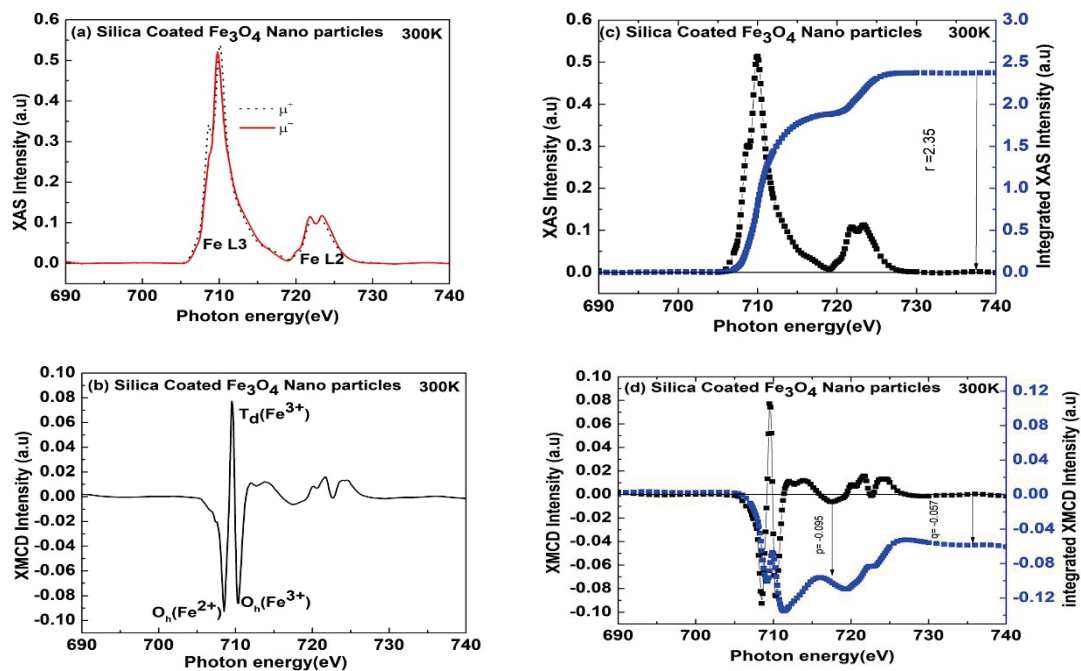 (a) Silica Coated Fe3O4 Nano particles 300K
XAS Intensity (a.u)
0.6
0.5
0.4
0.3
0.2
0.1
0.0
μ+
μ−
Fe L3
Fe L2
690 700 710 720 730 740
Photon energy(eV)
(c) Silica Coated Fe3O4 Nano particles 300K
XAS Intensity (a.u)
0.6
0.5
0.4
0.3
0.2
0.1
0.0
r =2.35
3.0
2.5
2.0
1.5
1.0
0.5
0.0
Integrated XAS Intensity (a.u)
690 700 710 720 730 740
Photon energy(eV)
(b) Silica Coated Fe3O4 Nano particles 300K
XMCD Intensity (a.u)
0.10
0.08
0.06
0.04
0.02
0.00
-0.02
-0.04
-0.06
-0.08
-0.10
Td(Fe3+)
Oh(Fe2+)
Oh(Fe3+)
690 700 710 720 730 740
Photon energy(eV)
(d) Silica Coated Fe3O4 Nano particles 300K
XMCD Intensity (a.u)
0.10
0.08
0.06
0.04
0.02
0.00
-0.02
-0.04
-0.06
-0.08
-0.10
p= -0.095
q= -0.057
0.12
0.08
0.04
0.00
-0.04
-0.08
-0.12
integrated XMCD Intensity (a.u)
690 700 710 720 730 740
Photon energy(eV)